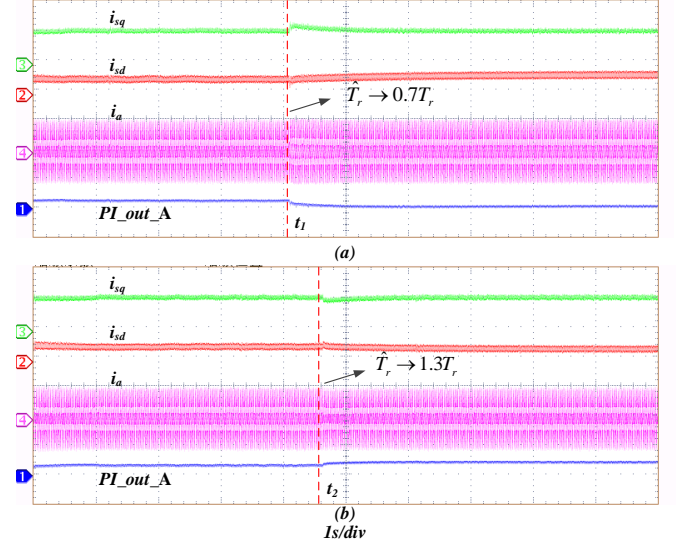 i_sq
3
i_sd
2
T̂_r → 0.7T_r
i_a
4
1
PI_out_A
t_1
(a)
i_sq
3
i_sd
2
T̂_r → 1.3T_r
i_a
4
1
PI_out_A
t_2
(b)
1s/div